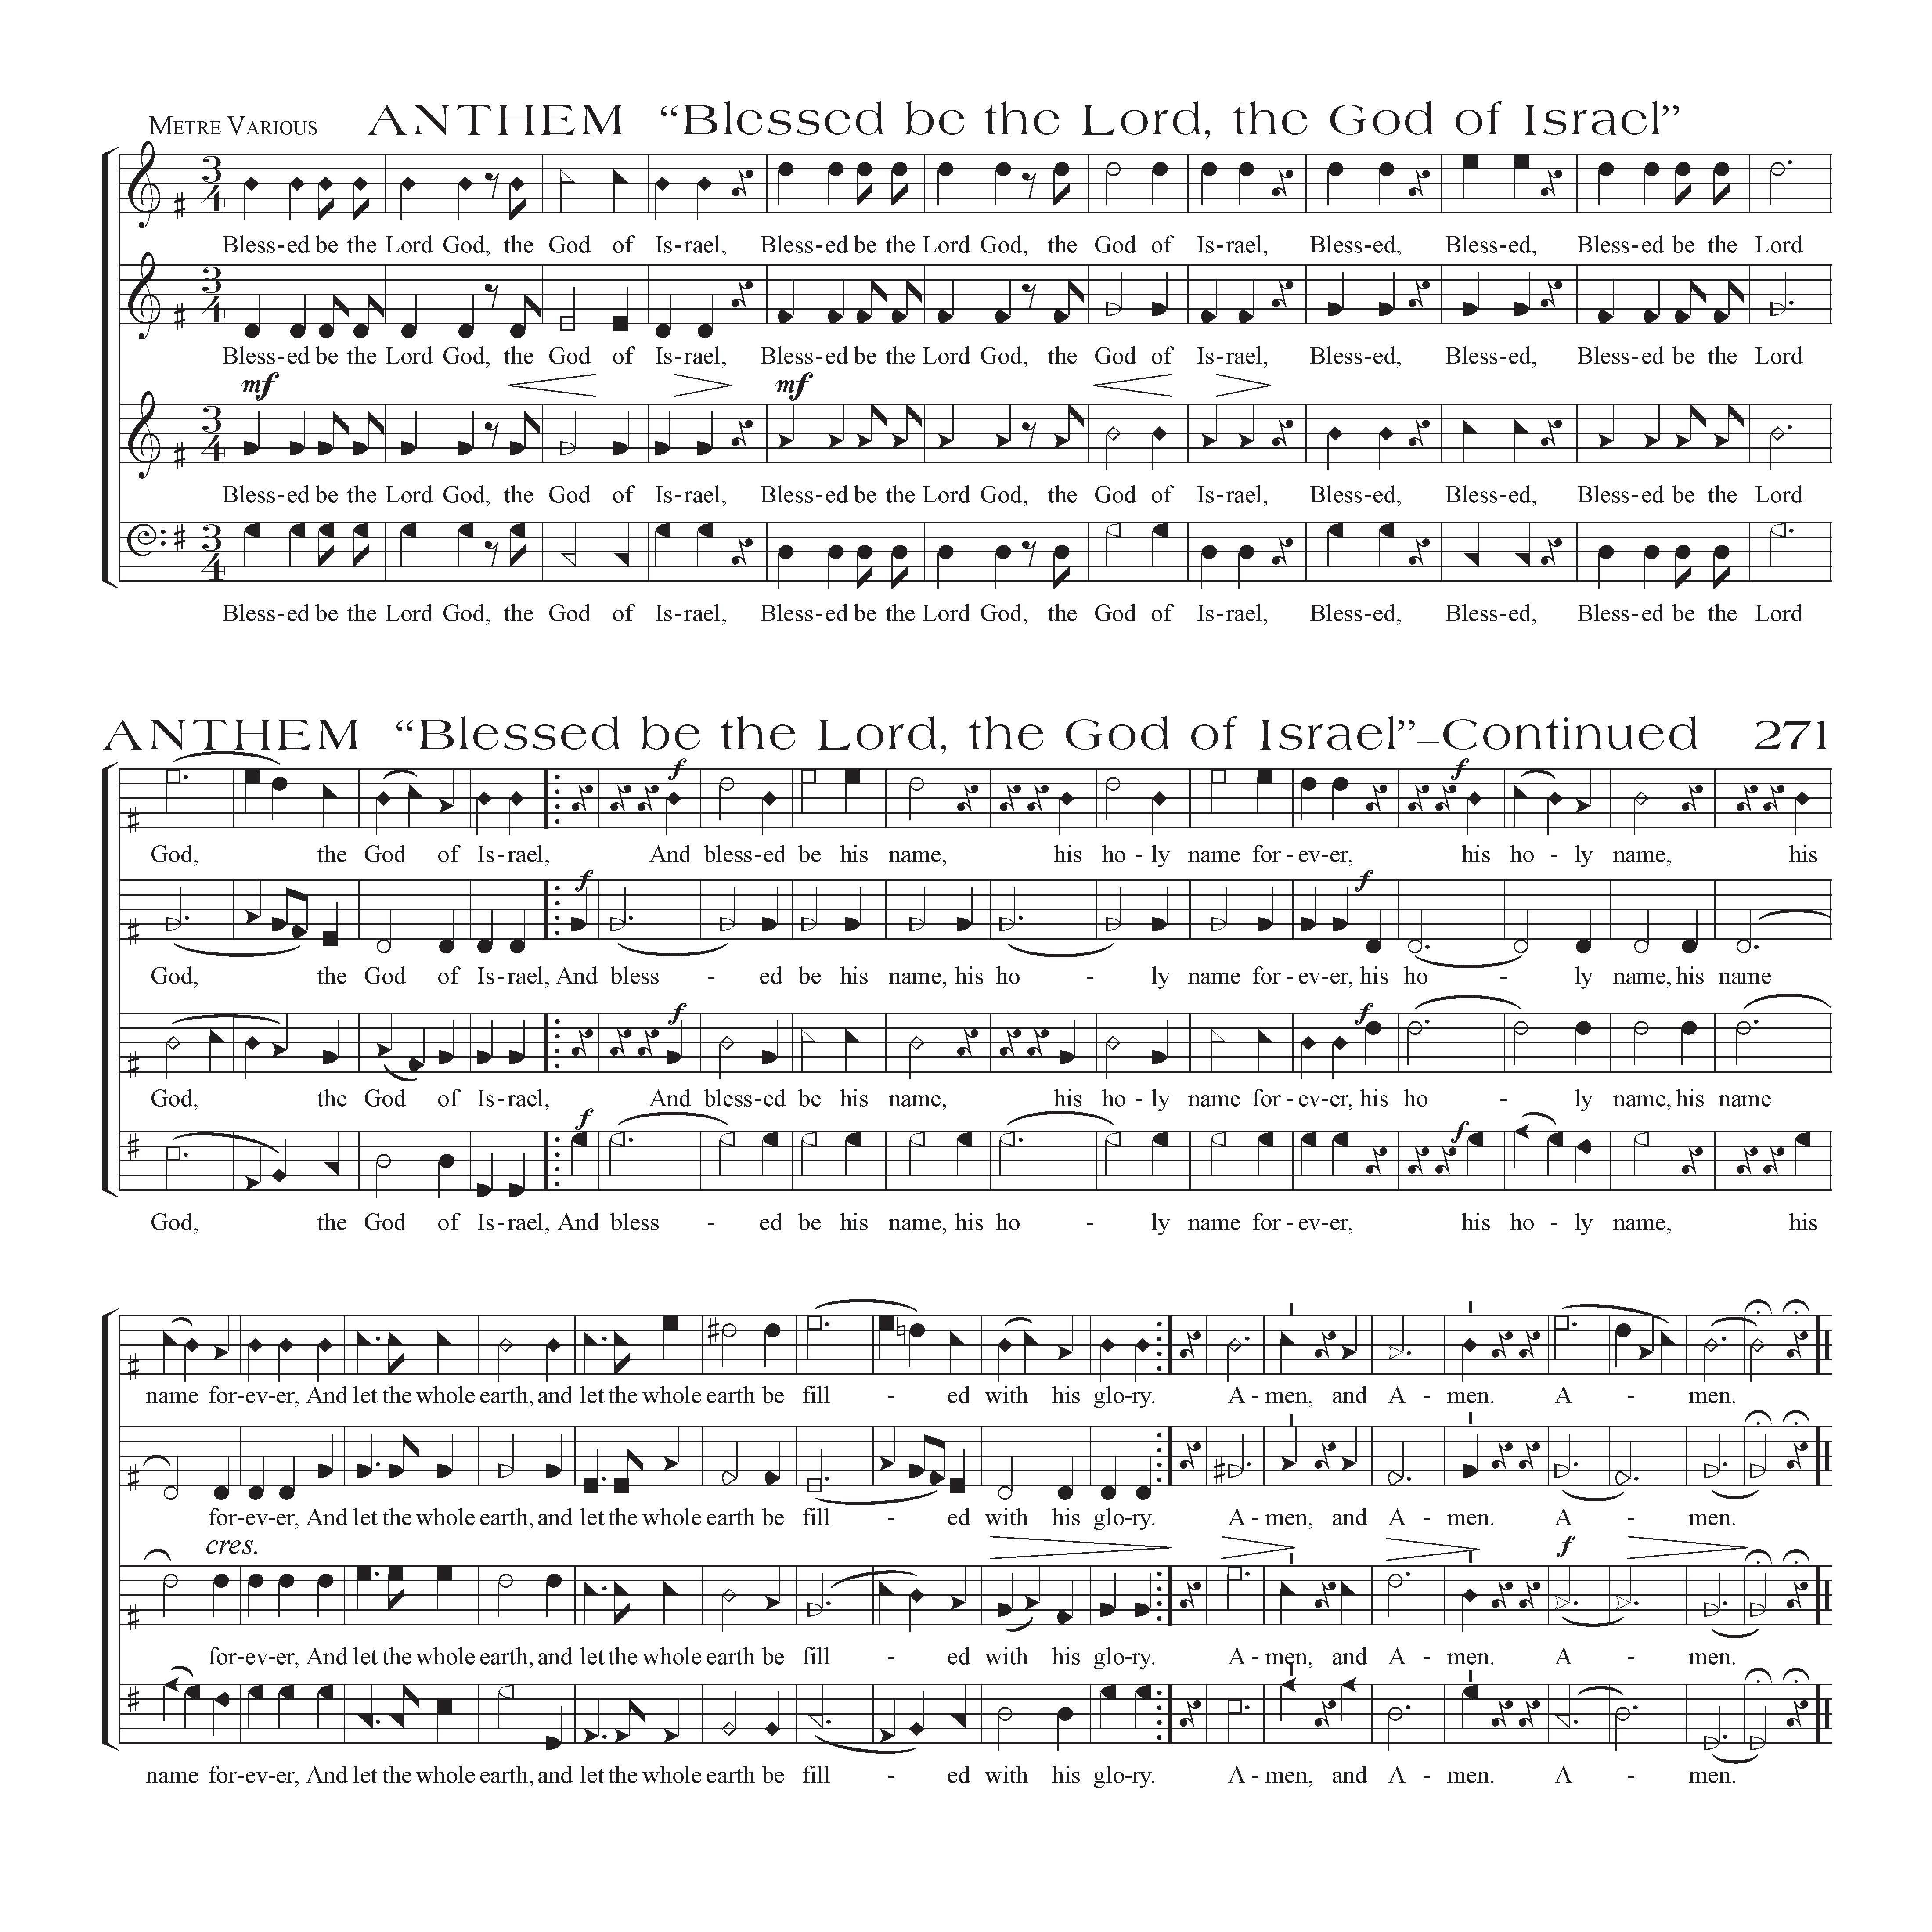 METRE VARIOUS ANTHEM “Blessed be the Lord, the God of Israel”
3 4
Bless-ed be the Lord God, the God of Is-rael, Bless-ed be the Lord God, the God of Is-rael, Bless-ed, Bless-ed, Bless-ed be the Lord
3 4
Bless-ed be the Lord God, the God of Is-rael, Bless-ed be the Lord God, the God of Is-rael, Bless-ed, Bless-ed, Bless-ed be the Lord
mf mf
3 4
Bless-ed be the Lord God, the God of Is-rael, Bless-ed be the Lord God, the God of Is-rael, Bless-ed, Bless-ed, Bless-ed be the Lord
3 4
Bless-ed be the Lord God, the God of Is-rael, Bless-ed be the Lord God, the God of Is-rael, Bless-ed, Bless-ed, Bless-ed be the Lord
ANTHEM “Blessed be the Lord, the God of Israel”–Continued 271
f f
God, the God of Is-rael, And bless-ed be his name, his ho - ly name for-ev-er, his ho - ly name, his
f f
God, the God of Is-rael, And bless - ed be his name, his ho - ly name for-ev-er, his ho - ly name, his name
f f
God, the God of Is-rael, And bless-ed be his name, his ho - ly name for-ev-er, his ho - ly name, his name
f f
God, the God of Is-rael, And bless - ed be his name, his ho - ly name for-ev-er, his ho - ly name, his
name for-ev-er, And let the whole earth, and let the whole earth be fill - ed with his glo-ry. A - men, and A - men. A - men.
for-ev-er, And let the whole earth, and let the whole earth be fill - ed with his glo-ry. A - men, and A - men. A - men.
cres. f
for-ev-er, And let the whole earth, and let the whole earth be fill - ed with his glo-ry. A - men, and A - men. A - men.
name for-ev-er, And let the whole earth, and let the whole earth be fill - ed with his glo-ry. A - men, and A - men. A - men.